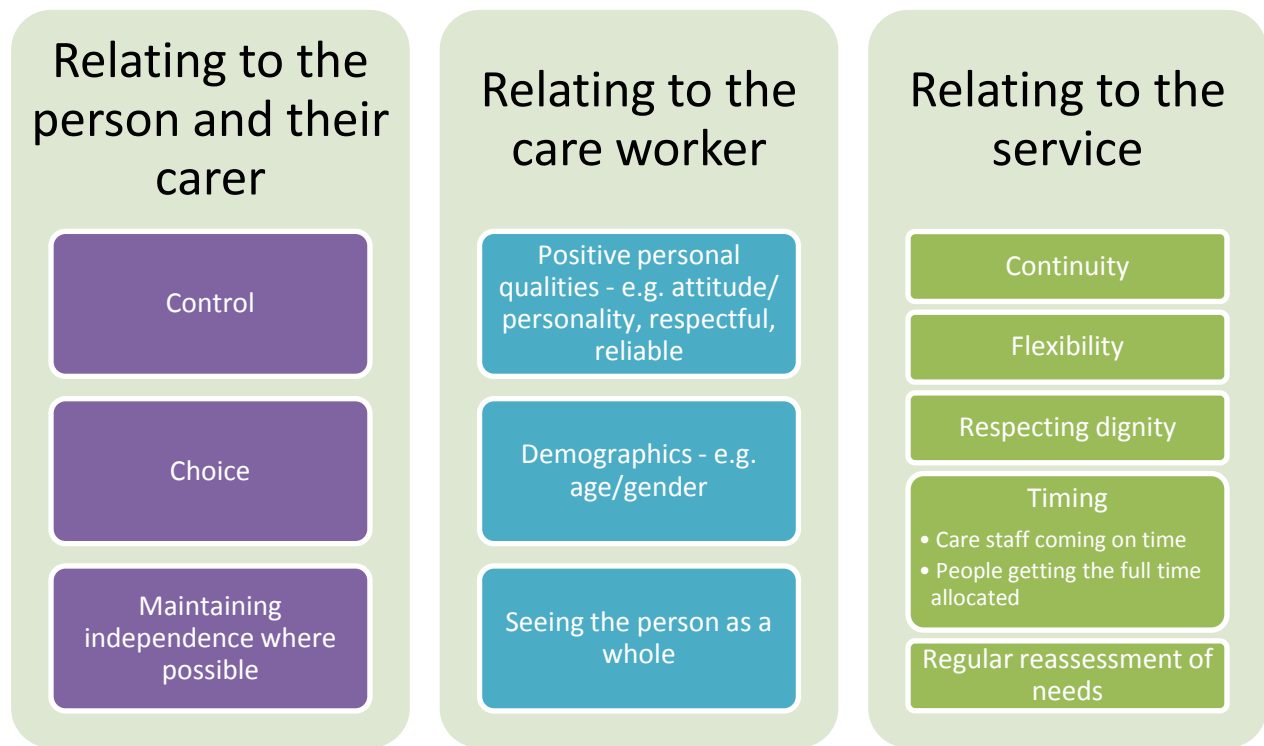 Relating to the
person and their
carer
Control
Choice
Maintaining
independence where
possible
Relating to the
care worker
Positive personal
qualities - e.g. attitude/
personality, respectful,
reliable
Demographics - e.g.
age/gender
Seeing the person as a
whole
Relating to the
service
Continuity
Flexibility
Respecting dignity
Timing
• Care staff coming on time
• People getting the full time
allocated
Regular reassessment of
needs